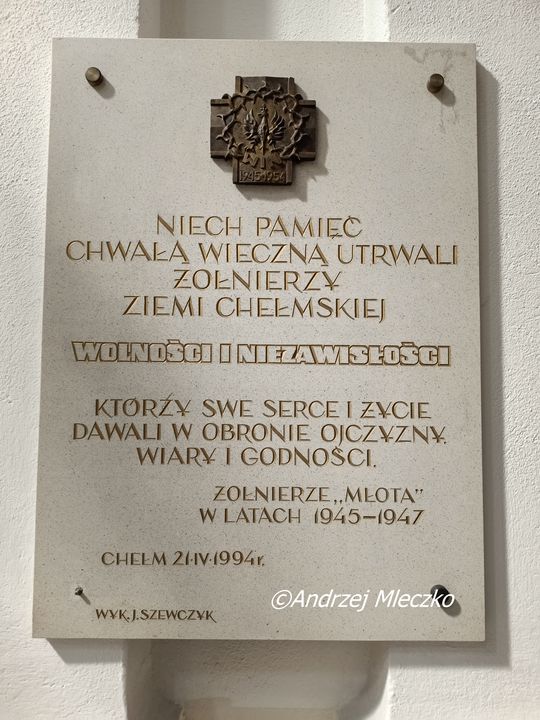 1945-1954
NIECH PAMIĘĆ
CHWAŁĄ WIECZNĄ UTRWALI
ŻOŁNIERZY
ZIEMI CHEŁMSKIEJ
WOLNOŚCI I NIEZAWISŁOŚCI
KTÓRZY SWE SERCE I ŻYCIE
DAWALI W OBRONIE OJCZYZNY,
WIARY I GODNOŚCI.
ŻOŁNIERZE „MŁOTA”
W LATACH 1945–1947
CHEŁM 21·IV·1994r.
©Andrzej Mleczko
WYK. J. SZEWCZYK